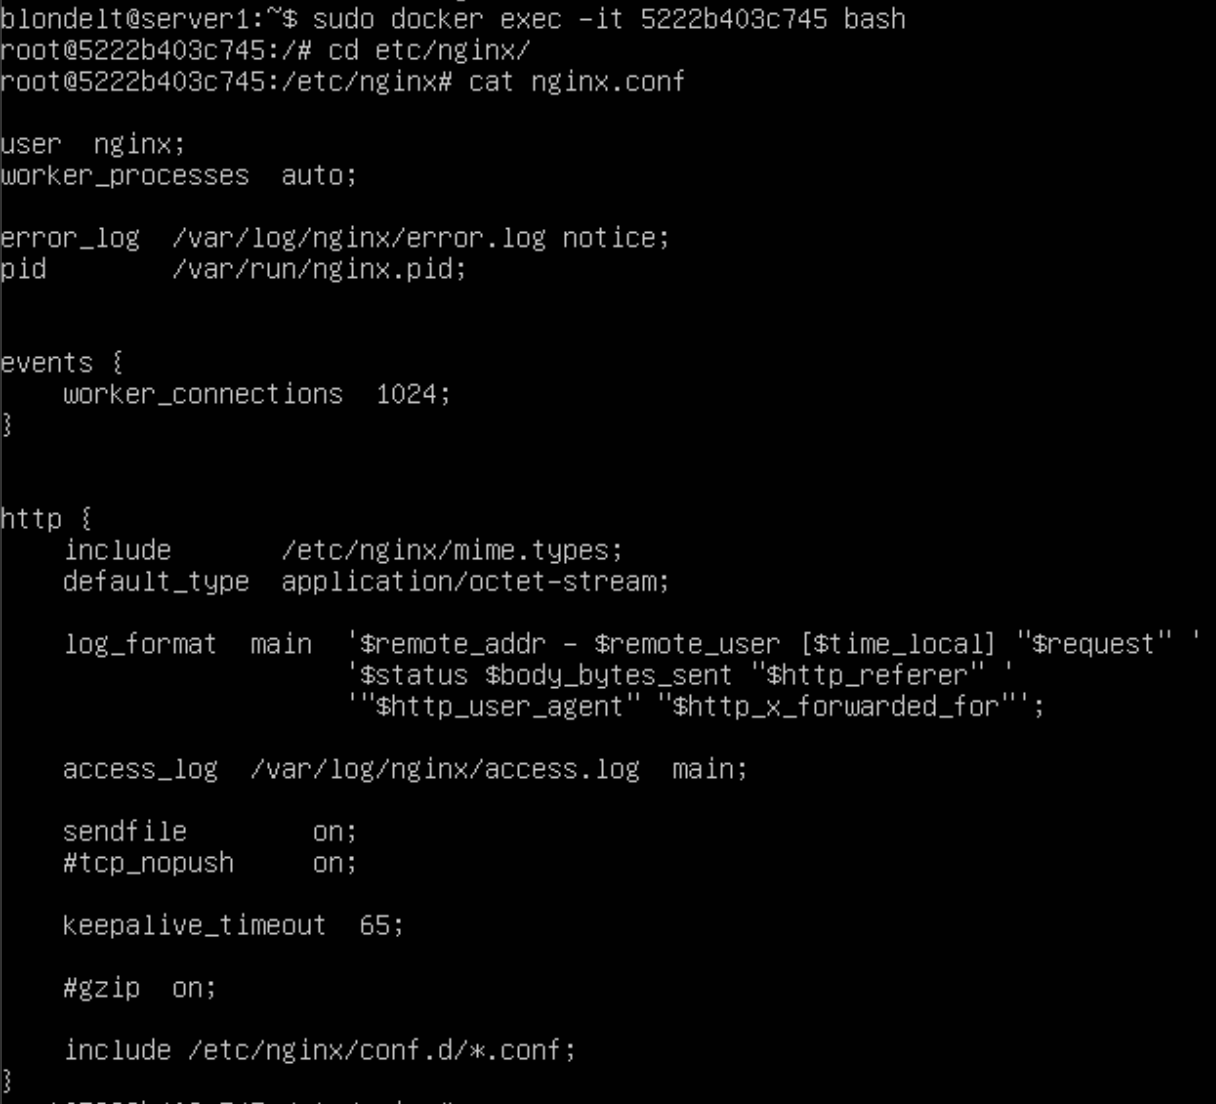 blondelt@server1:~$ sudo docker exec -it 5222b403c745 bash
root@5222b403c745:/# cd etc/nginx/
root@5222b403c745:/etc/nginx# cat nginx.conf
user  nginx;
worker_processes  auto;
error_log  /var/log/nginx/error.log notice;
pid        /var/run/nginx.pid;
events {
    worker_connections  1024;
}
http {
    include       /etc/nginx/mime.types;
    default_type  application/octet-stream;
    log_format  main  '$remote_addr - $remote_user [$time_local] "$request" '
                      '$status $body_bytes_sent "$http_referer" '
                      '"$http_user_agent" "$http_x_forwarded_for"';
    access_log  /var/log/nginx/access.log  main;
    sendfile        on;
    #tcp_nopush     on;
    keepalive_timeout  65;
    #gzip  on;
    include /etc/nginx/conf.d/*.conf;
}